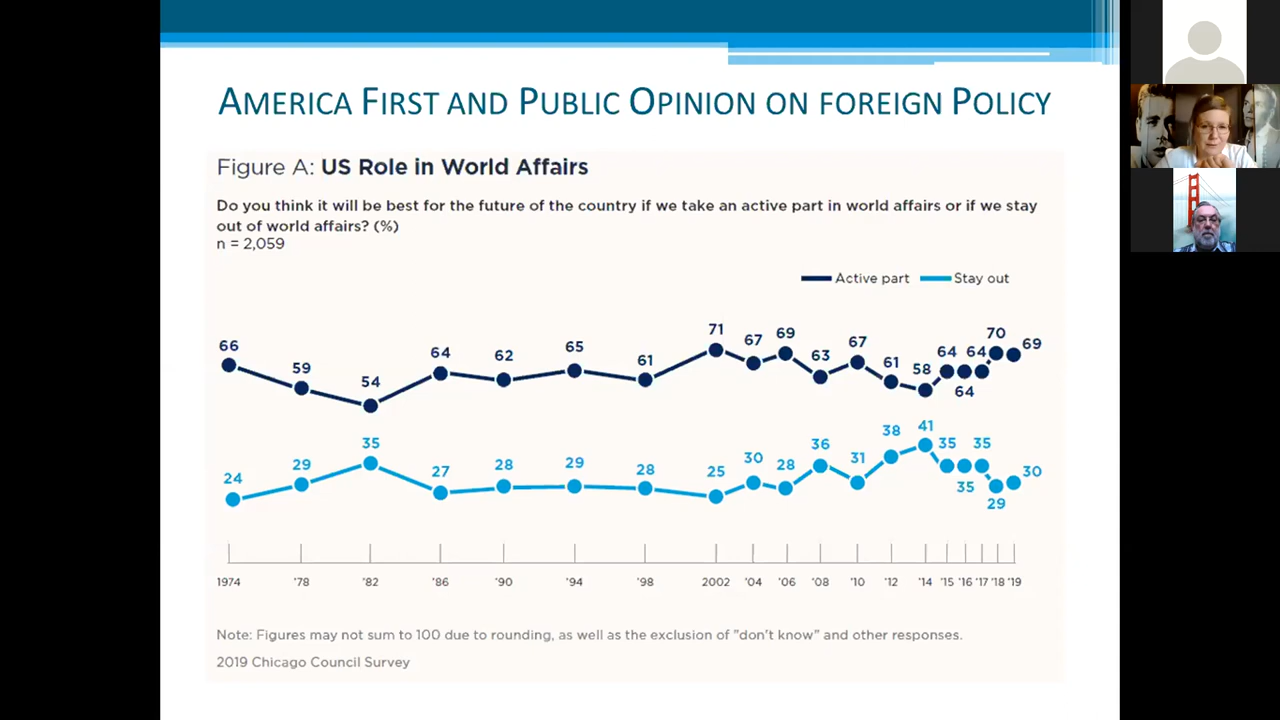 AMERICA FIRST AND PUBLIC OPINION ON FOREIGN POLICY
Figure A: US Role in World Affairs
Do you think it will be best for the future of the country if we take an active part in world affairs or if we stay
out of world affairs? (%)
n = 2,059
Active part Stay out
66 59 54 64 62 65 61 71 67 69 63 67 61 58 64 64 64 70 69
24 29 35 27 28 29 28 25 30 28 36 31 38 41 35 35 35 29 30
1974 '78 '82 '86 '90 '94 '98 2002 '04 '06 '08 '10 '12 '14 '15 '16 '17 '18 '19
Note: Figures may not sum to 100 due to rounding, as well as the exclusion of "don't know" and other responses.
2019 Chicago Council Survey